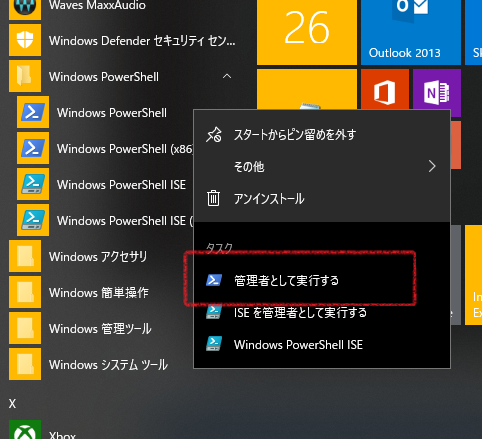 Waves MaxxAudio
Windows Defender セキュリティ セン...
Windows PowerShell
Windows PowerShell
Windows PowerShell (x86)
Windows PowerShell ISE
Windows PowerShell ISE (
Windows アクセサリ
Windows 簡単操作
Windows 管理ツール
Windows システム ツール
X
Xbox
26
Outlook 2013
スタートからピン留めを外す
その他
アンインストール
タスク
管理者として実行する
ISE を管理者として実行する
Windows PowerShell ISE